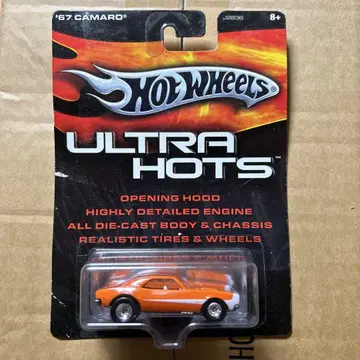 '67 CAMARO®
8+
HOT WHEELS
ULTRA
HOTS™
OPENING HOOD
HIGHLY DETAILED ENGINE
ALL DIE-CAST BODY & CHASSIS
REALISTIC TIRES & WHEELS